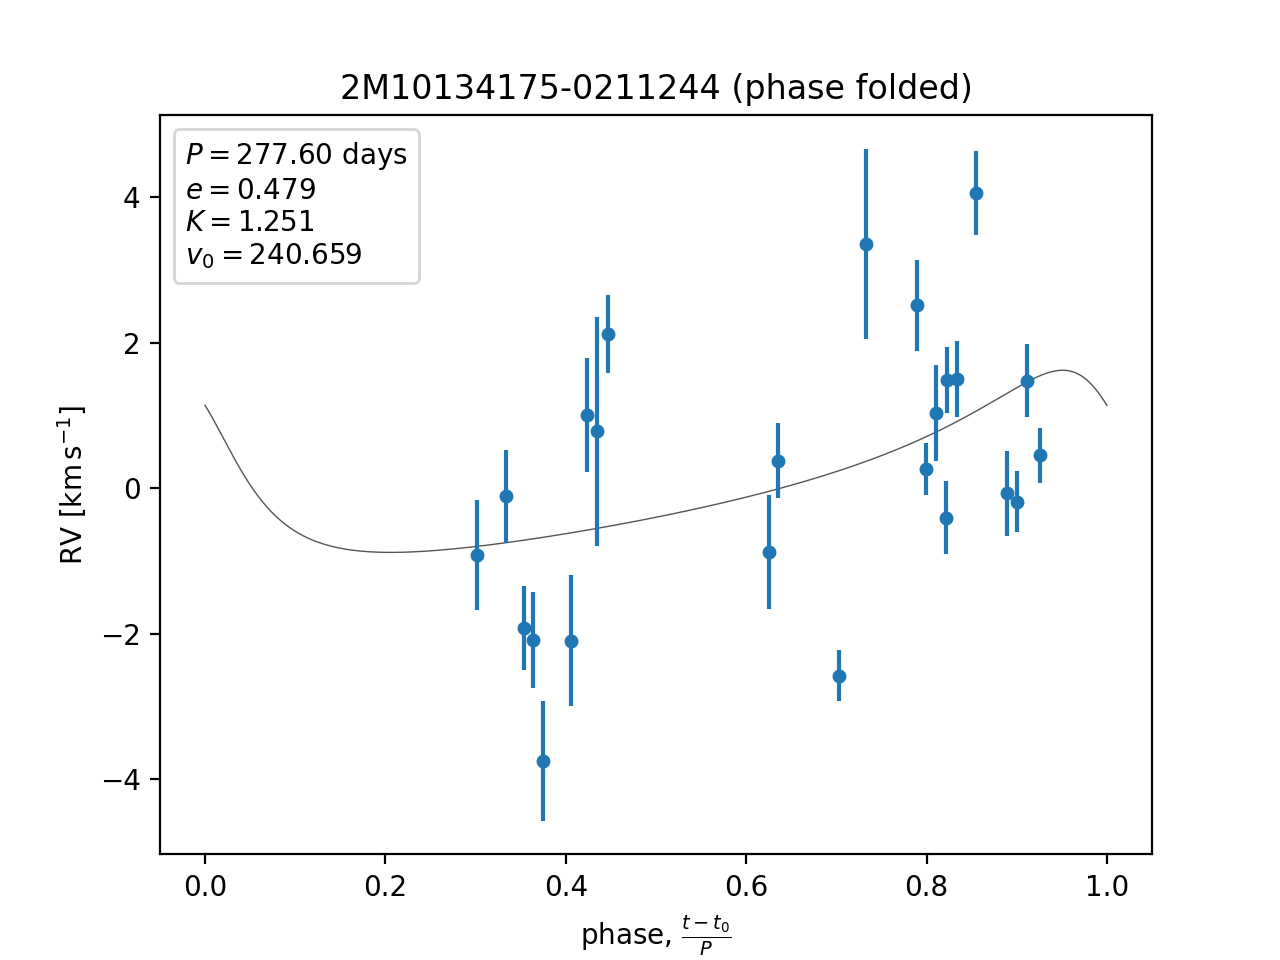 2M10134175-0211244 (phase folded)
P = 277.60 days
e = 0.479
K = 1.251
v₀ = 240.659
4
2
0
−2
−4
RV [km s⁻¹]
0.0 0.2 0.4 0.6 0.8 1.0
phase, (t − t₀)/P